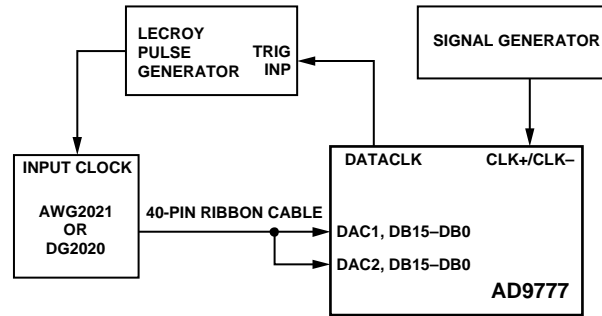 LECROY
PULSE
GENERATOR
TRIG
INP
SIGNAL GENERATOR
INPUT CLOCK
AWG2021
OR
DG2020
40-PIN RIBBON CABLE
DATACLK
CLK+/CLK–
DAC1, DB15–DB0
DAC2, DB15–DB0
AD9777